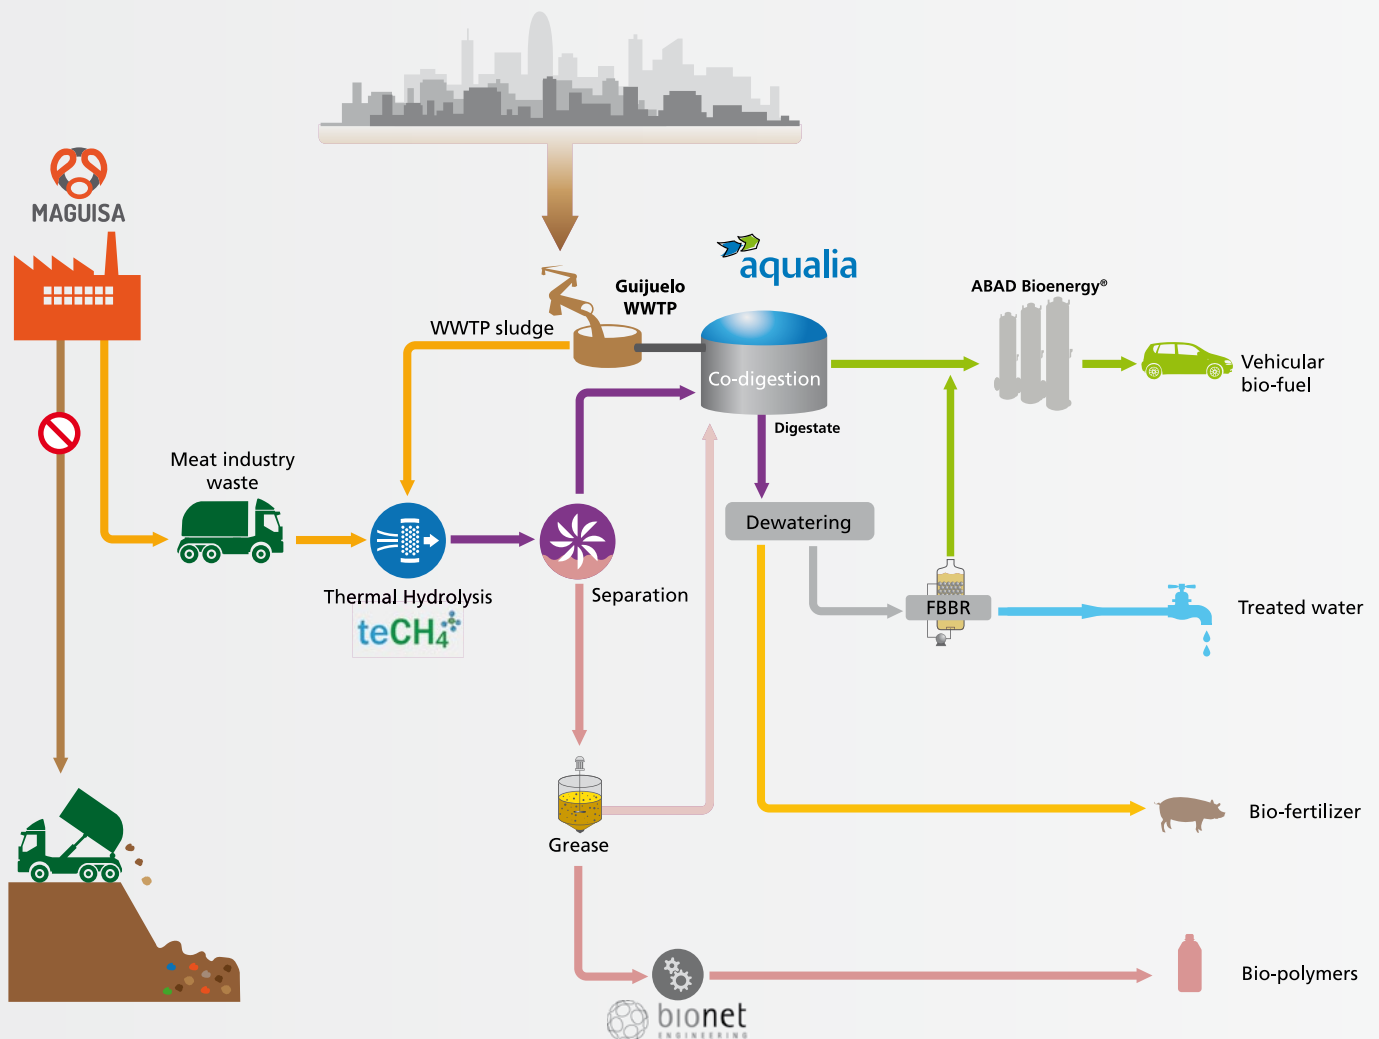 MAGUISA
aqualia
Guijuelo
WWTP
ABAD Bioenergy®
WWTP sludge
Vehicular
bio-fuel
Co-digestion
Digestate
Meat industry
waste
Dewatering
Thermal Hydrolysis
teCH4
Separation
FBBR
Treated water
Bio-fertilizer
Grease
Bio-polymers
bionet
ENGINEERING